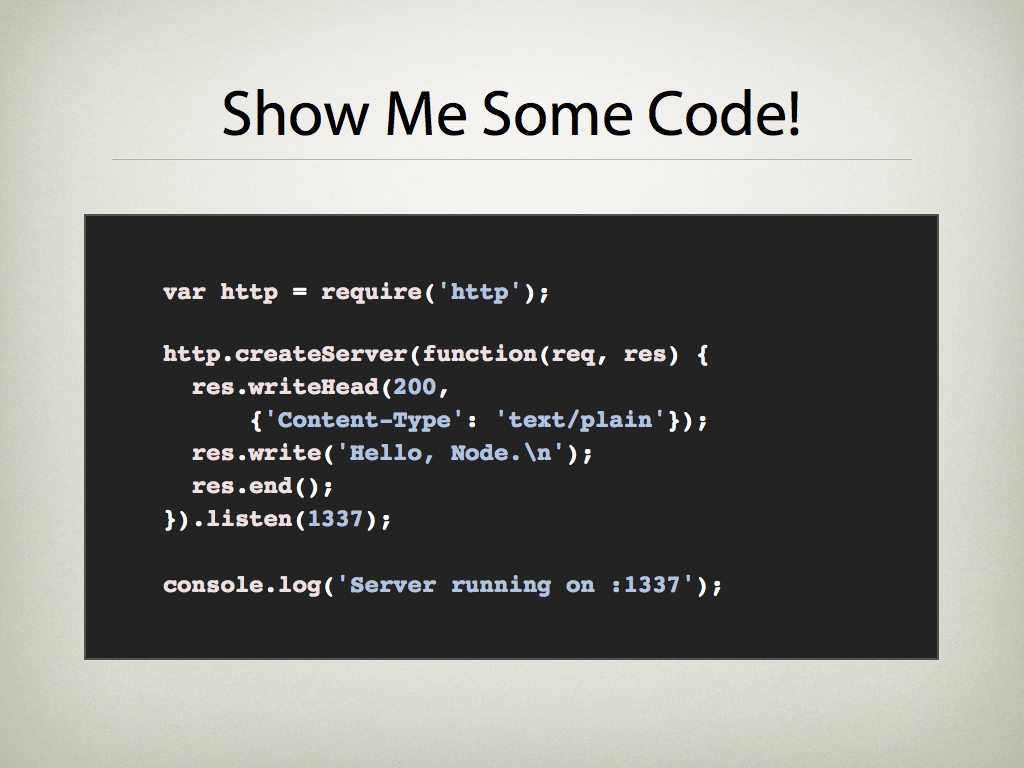 Show Me Some Code!
var http = require('http');
http.createServer(function(req, res) {
  res.writeHead(200,
      {'Content-Type': 'text/plain'});
  res.write('Hello, Node.\n');
  res.end();
}).listen(1337);
console.log('Server running on :1337');